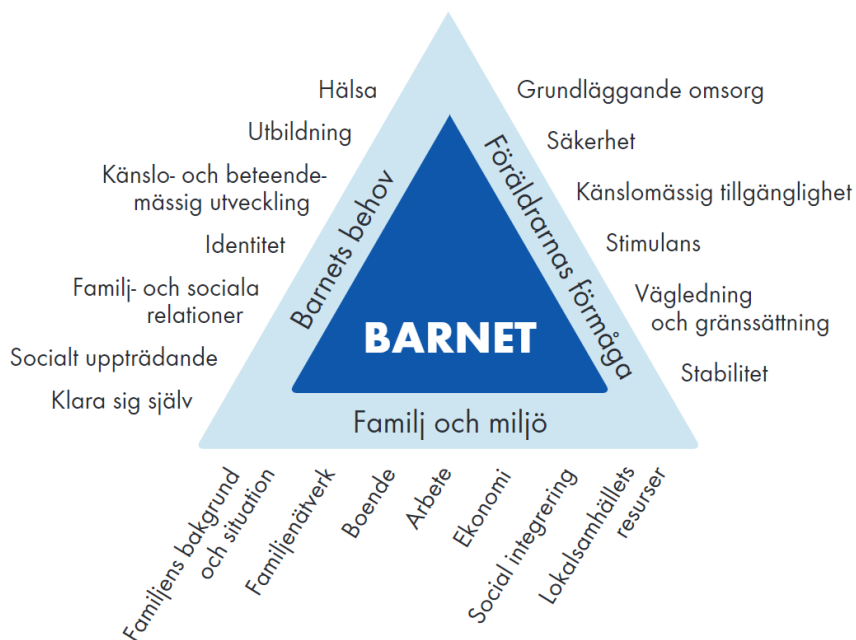 Hälsa
Utbildning
Känslo- och beteende-
mässig utveckling
Identitet
Familj- och sociala
relationer
Socialt uppträdande
Klara sig själv
Barnets behov
BARNET
Föräldrarnas förmåga
Grundläggande omsorg
Säkerhet
Känslomässig tillgänglighet
Stimulans
Vägledning
och gränssättning
Stabilitet
Familj och miljö
Familjens bakgrund
och situation
Familjenätverk
Boende
Arbete
Ekonomi
Social integrering
Lokalsamhällets
resurser